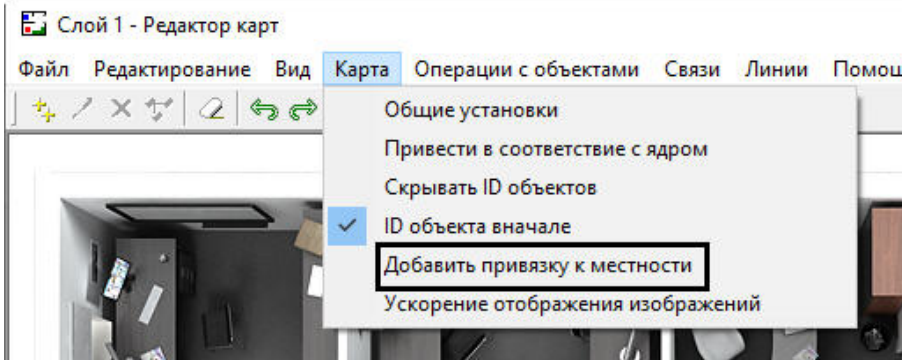 Слой 1 - Редактор карт
Файл Редактирование Вид Карта Операции с объектами Связи Линии Помощ
Общие установки
Привести в соответствие с ядром
Скрывать ID объектов
ID объекта вначале
Добавить привязку к местности
Ускорение отображения изображений